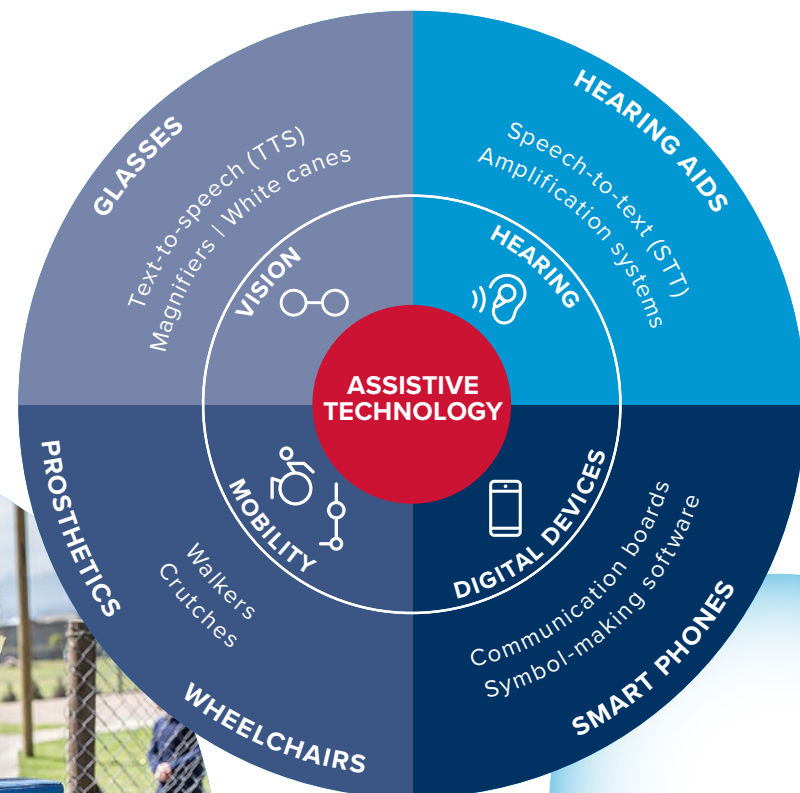 GLASSES
Text-to-speech (TTS)
Magnifiers | White canes
VISION
HEARING AIDS
Speech-to-text (STT)
Amplification systems
HEARING
ASSISTIVE
TECHNOLOGY
PROSTHETICS
MOBILITY
Walkers
Crutches
WHEELCHAIRS
DIGITAL DEVICES
Communication boards
Symbol-making software
SMART PHONES